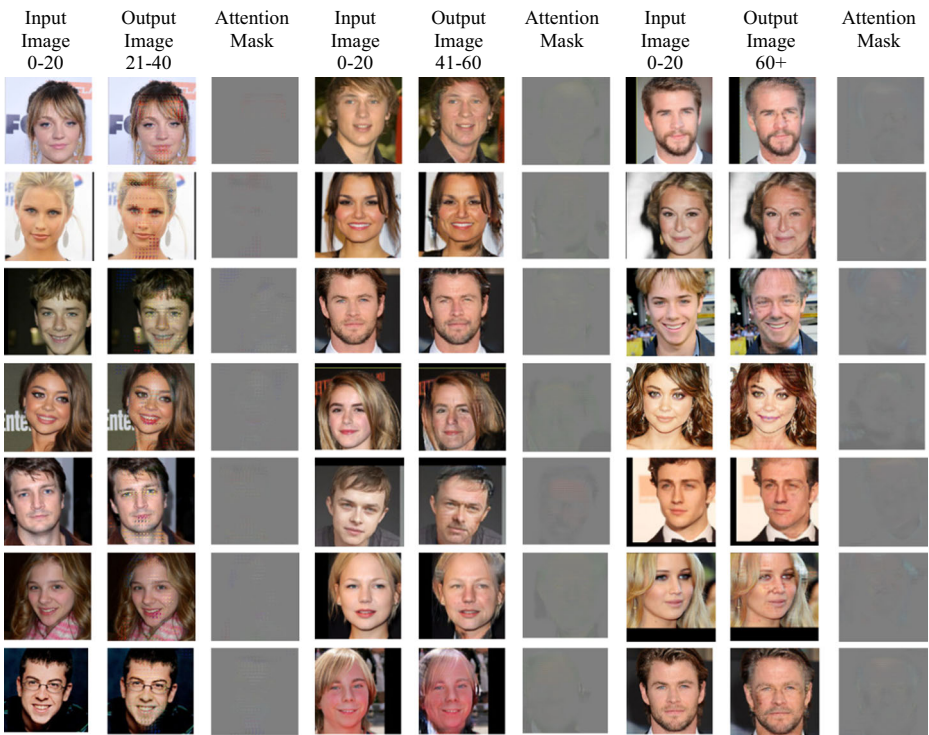 Input Image 0-20
Output Image 21-40
Attention Mask
Input Image 0-20
Output Image 41-60
Attention Mask
Input Image 0-20
Output Image 60+
Attention Mask
Ente